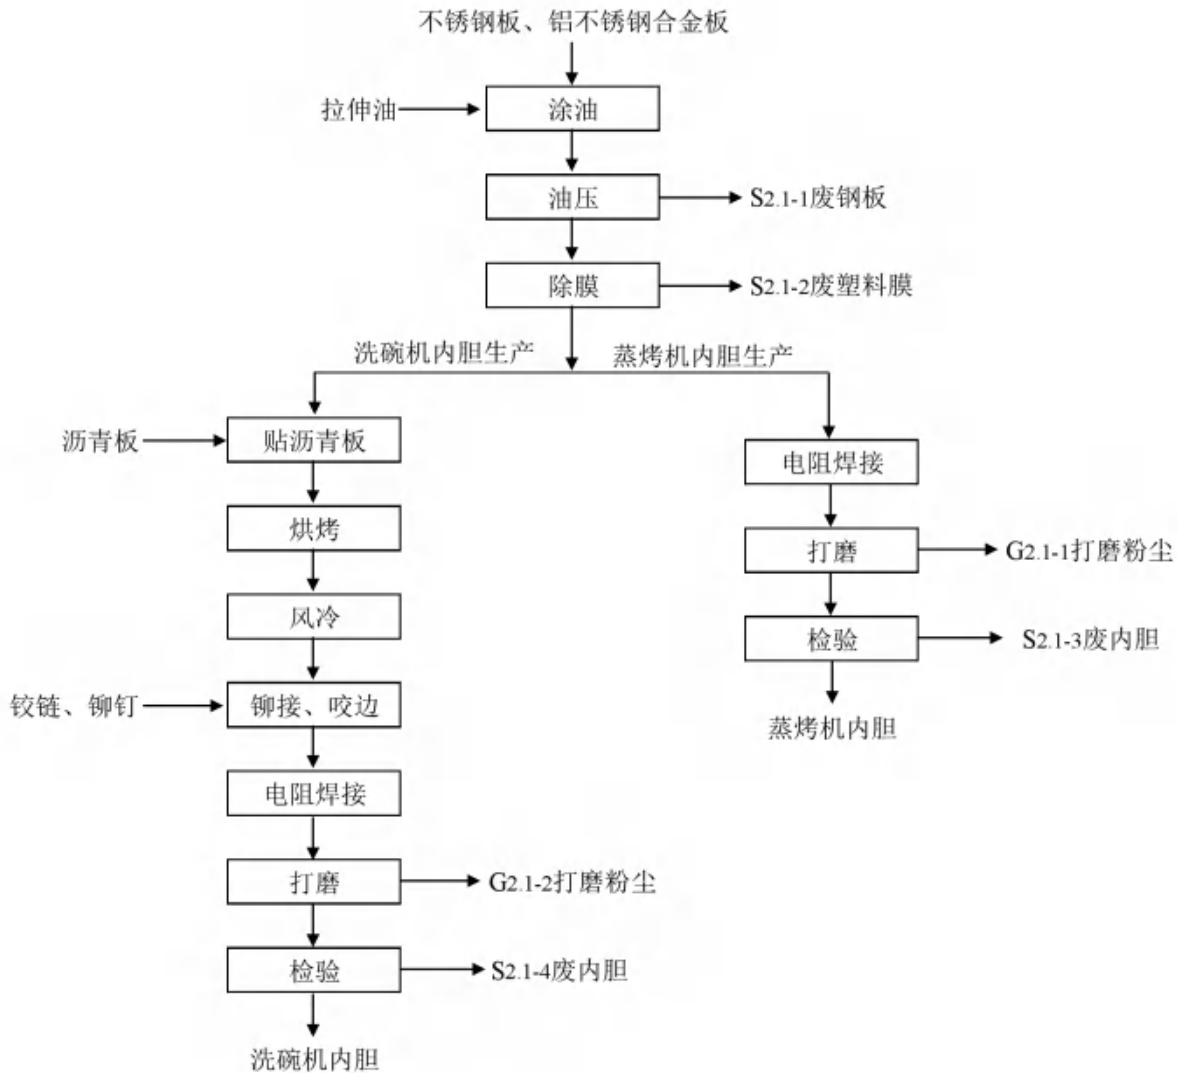 不锈钢板、铝不锈钢合金板
拉伸油
涂油
油压
S2.1-1废钢板
除膜
S2.1-2废塑料膜
洗碗机内胆生产
蒸烤机内胆生产
沥青板
贴沥青板
电阻焊接
烘烤
打磨
G2.1-1打磨粉尘
风冷
检验
S2.1-3废内胆
铰链、铆钉
铆接、咬边
蒸烤机内胆
电阻焊接
打磨
G2.1-2打磨粉尘
检验
S2.1-4废内胆
洗碗机内胆